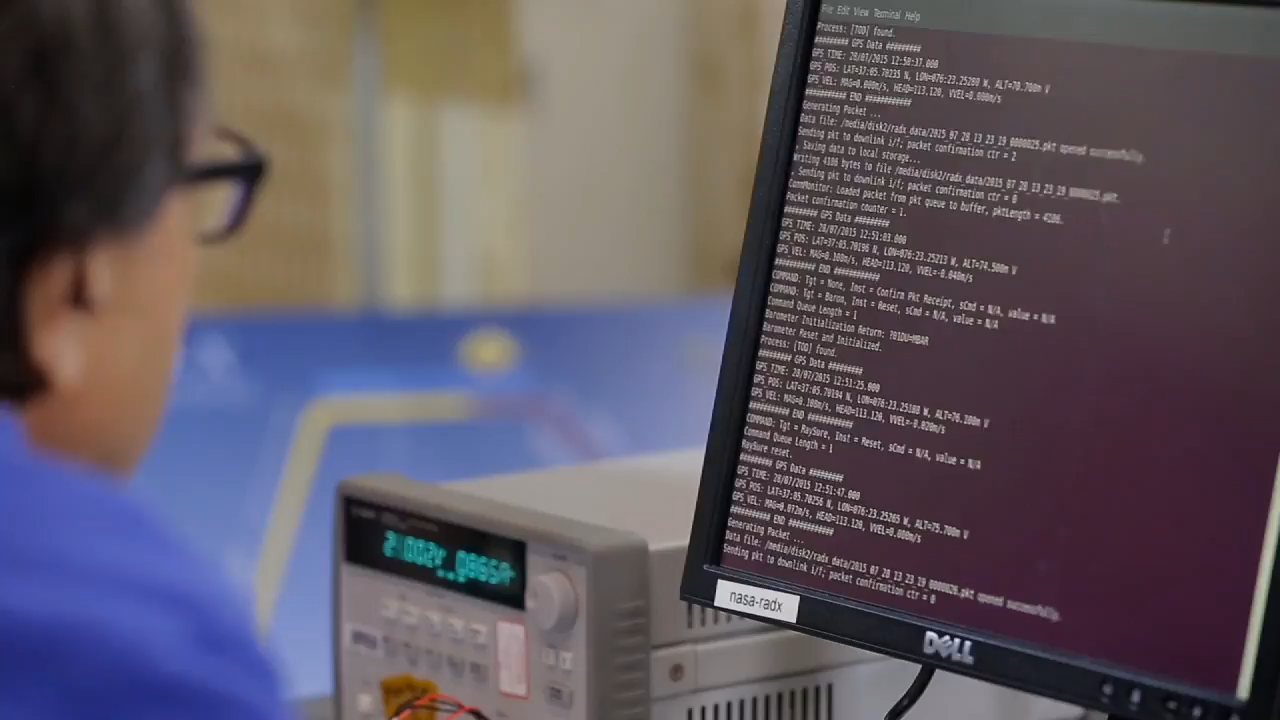 File Edit View Terminal Help
Process: [TOD] found.
######## GPS Data ########
GPS TIME: 28/07/2015 12:50:37.000
GPS POS: LAT=37:05.70235 N, LON=076:23.25280 W, ALT=70.700m V
GPS VEL: MAG=0.000m/s, HEAD=113.120, VVEL=0.000m/s
########## END ###########
Generating Packet ...
Data file: /media/disk2/radx_data/2015_07_28_13_23_19_0000025.pkt opened successfully.
Sending pkt to downlink i/f; packet confirmation ctr = 2
, Saving data to local storage...
Writing 4186 bytes to file /media/disk2/radx_data/2015_07_28_13_23_19_0000025.pkt.
, Sending pkt to downlink i/f; packet confirmation ctr = 0
CommMonitor: Loaded packet from pkt queue to buffer, pktLength = 4286.
Packet confirmation counter = 1.
######## GPS Data ########
GPS TIME: 28/07/2015 12:51:03.000
GPS POS: LAT=37:05.70196 N, LON=076:23.25213 W, ALT=74.500m V
GPS VEL: MAG=0.108m/s, HEAD=113.120, VVEL=-0.040m/s
########## END ###########
COMMAND: Tgt = None, Inst = Confirm Pkt Receipt, sCmd = N/A, value = N/A
COMMAND: Tgt = Baron, Inst = Reset, sCmd = N/A, value = N/A
Command Queue Length = 1
Barometer Initialization Return: ?01DU=MBAR
Barometer Reset and Initialized.
Process: [TOD] found.
######## GPS Data ########
GPS TIME: 28/07/2015 12:51:25.000
GPS POS: LAT=37:05.70194 N, LON=076:23.25188 W, ALT=76.100m V
GPS VEL: MAG=0.108m/s, HEAD=113.120, VVEL=-0.020m/s
########## END ###########
COMMAND: Tgt = RaySure, Inst = Reset, sCmd = N/A, value = N/A
Command Queue Length = 1
RaySure reset.
######## GPS Data ########
GPS TIME: 28/07/2015 12:51:47.000
GPS POS: LAT=37:05.70256 N, LON=076:23.25265 W, ALT=75.700m V
GPS VEL: MAG=0.072m/s, HEAD=113.120, VVEL=0.000m/s
########## END ###########
Generating Packet ...
Data file: /media/disk2/radx_data/2015_07_28_13_23_19_0000026.pkt opened successfully.
Sending pkt to downlink i/f; packet confirmation ctr = 0
nasa-radx
DELL